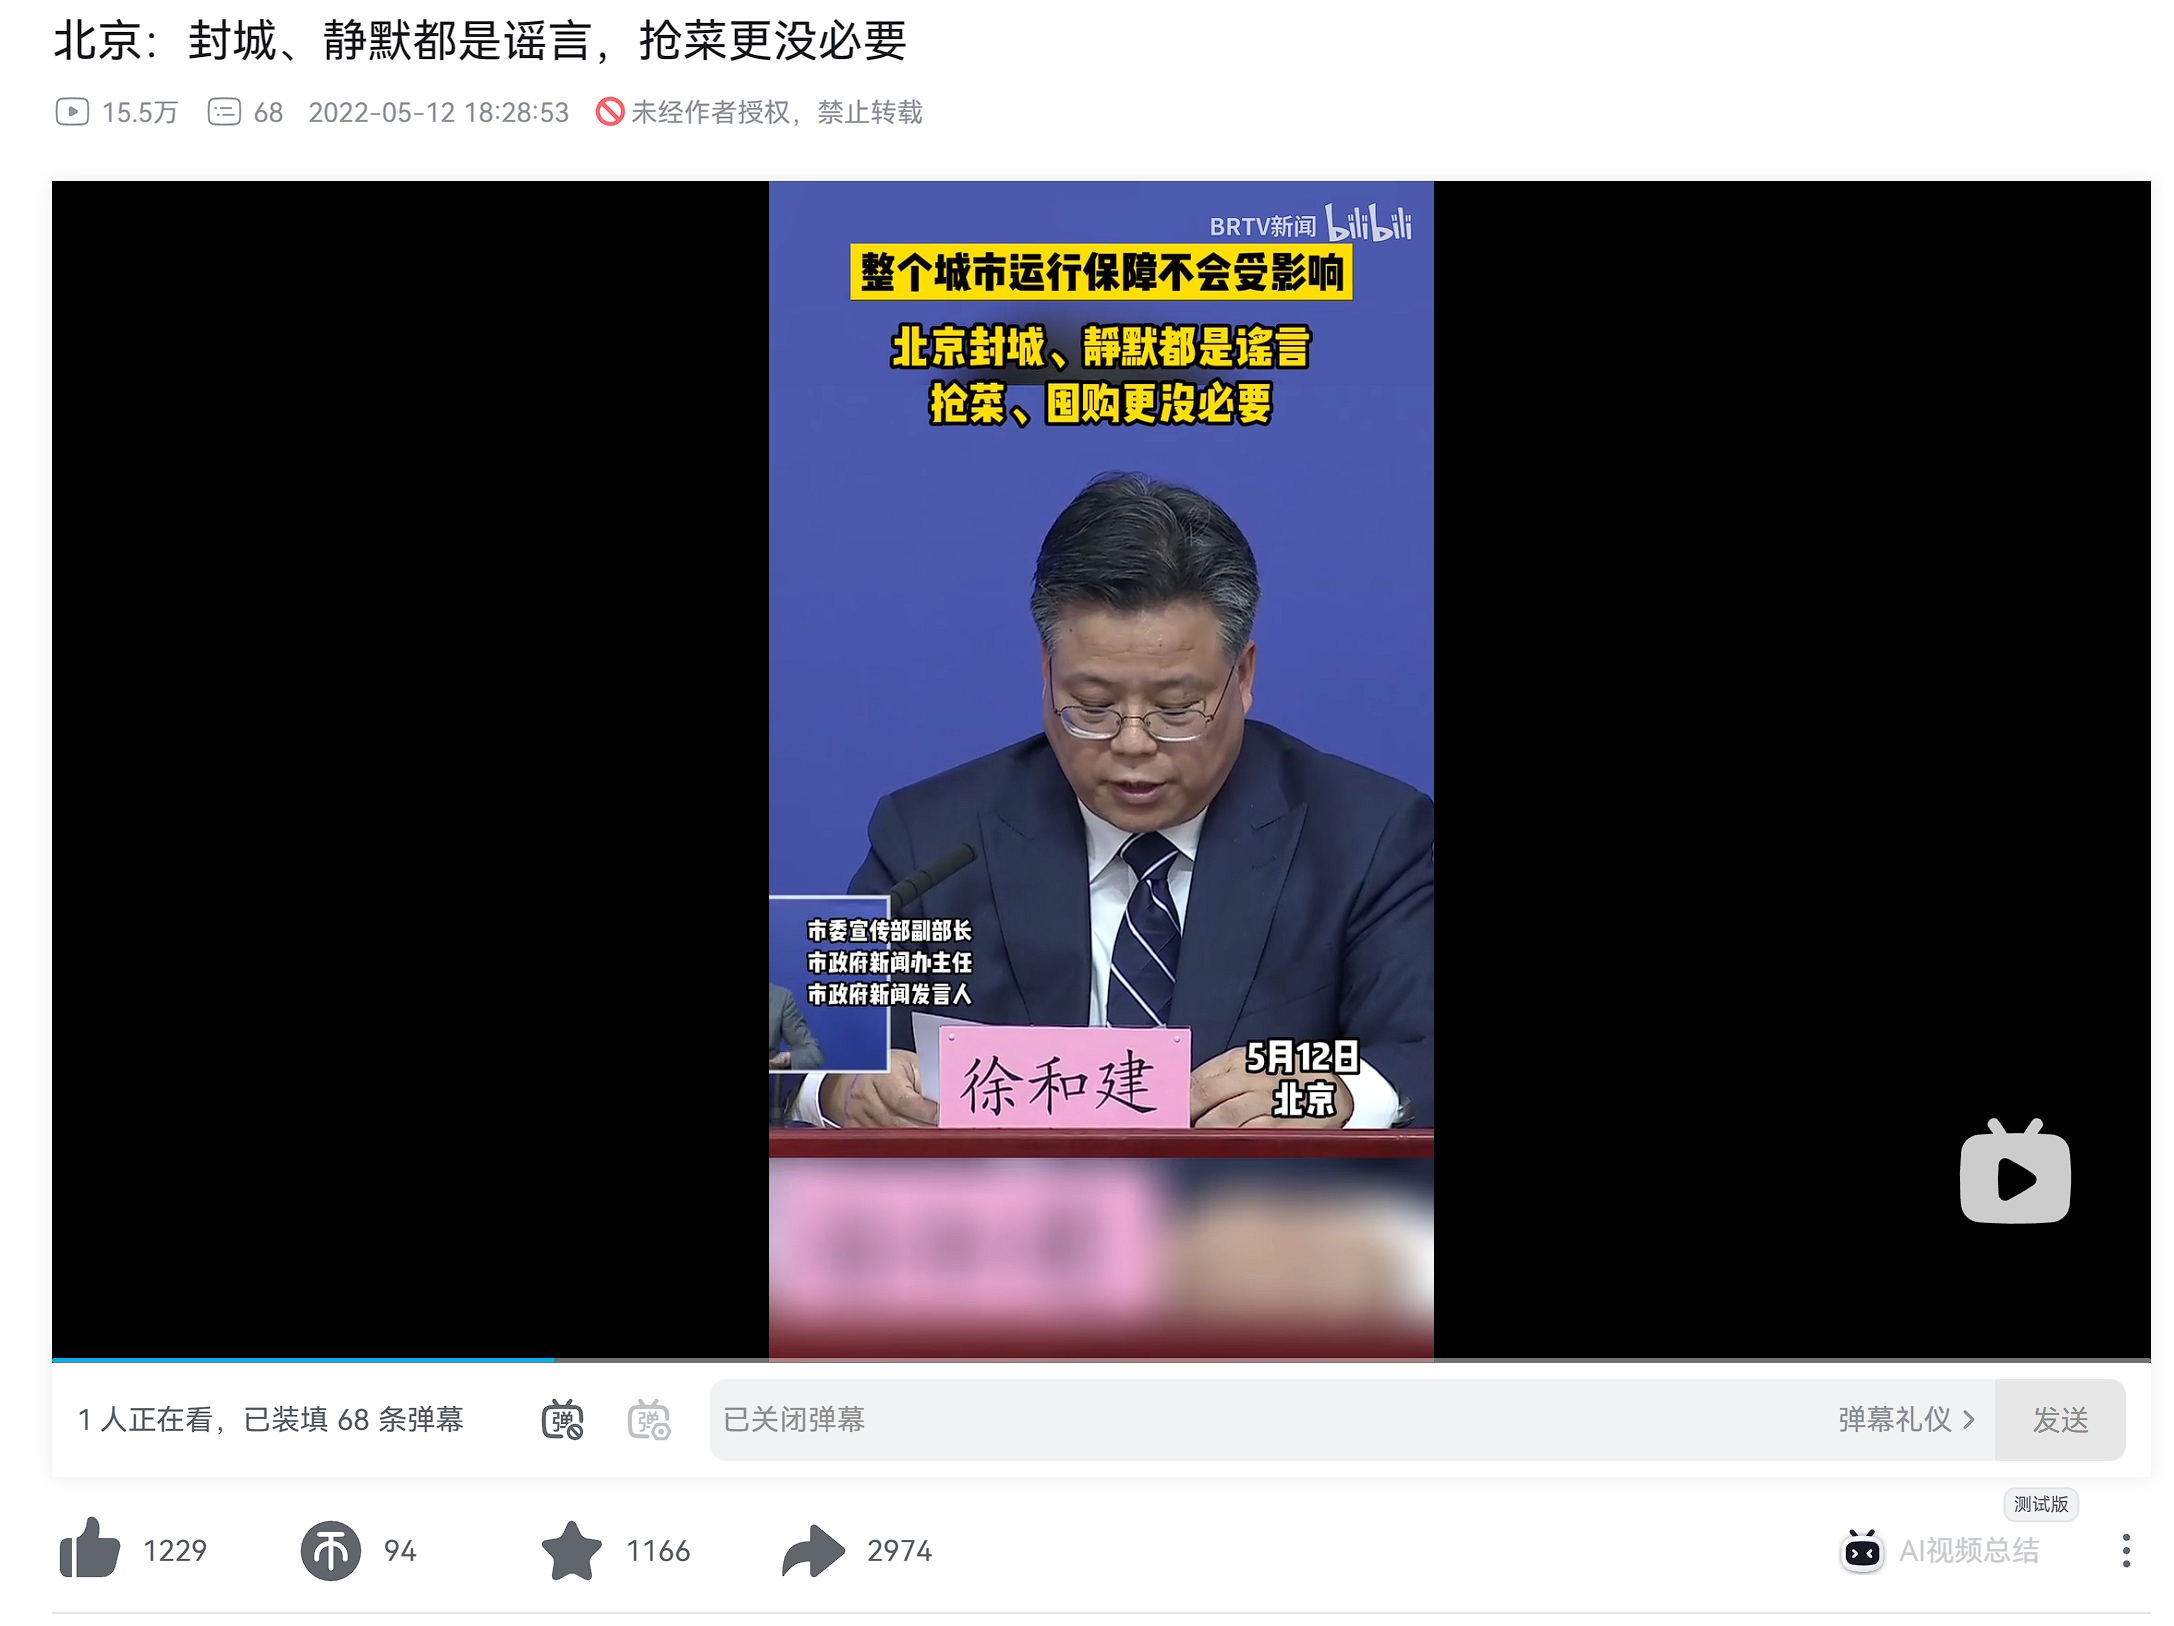 北京：封城、静默都是谣言，抢菜更没必要
15.5万 68 2022-05-12 18:28:53 未经作者授权，禁止转载
BRTV新闻 bilibili
整个城市运行保障不会受影响
北京封城、静默都是谣言
抢菜、囤购更没必要
市委宣传部副部长
市政府新闻办主任
市政府新闻发言人
徐和建
5月12日
北京
1 人正在看，已装填 68 条弹幕 弹 弹 已关闭弹幕 弹幕礼仪 发送
测试版
1229 94 1166 2974 AI视频总结